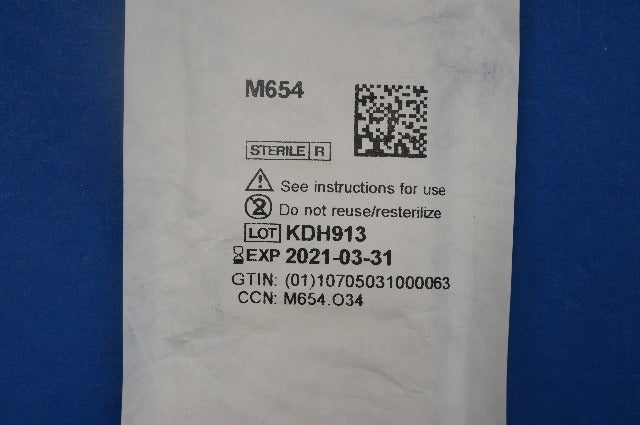 M654
STERILE R
See instructions for use
Do not reuse/resterilize
LOT KDH913
EXP 2021-03-31
GTIN: (01)10705031000063
CCN: M654.O34